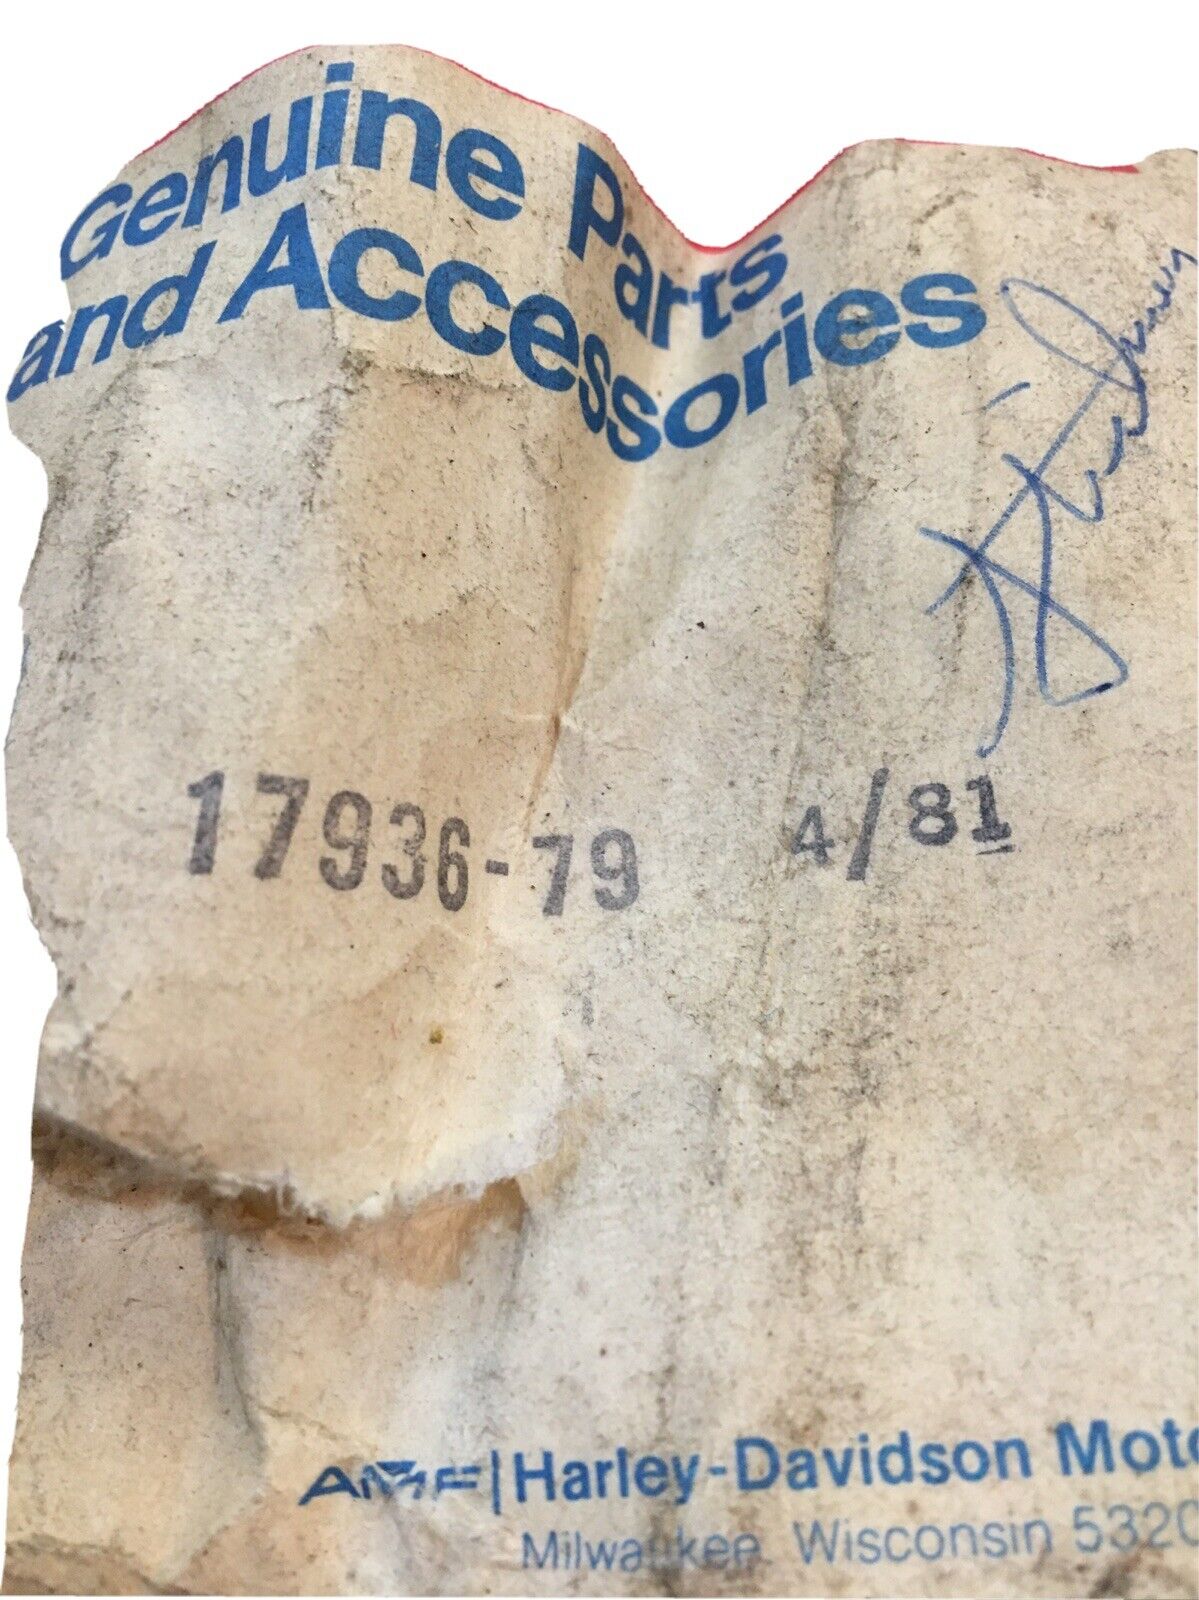 Genuine Parts
and Accessories
17936-79 4/81
AMF | Harley-Davidson Moto
Milwaukee, Wisconsin 5320